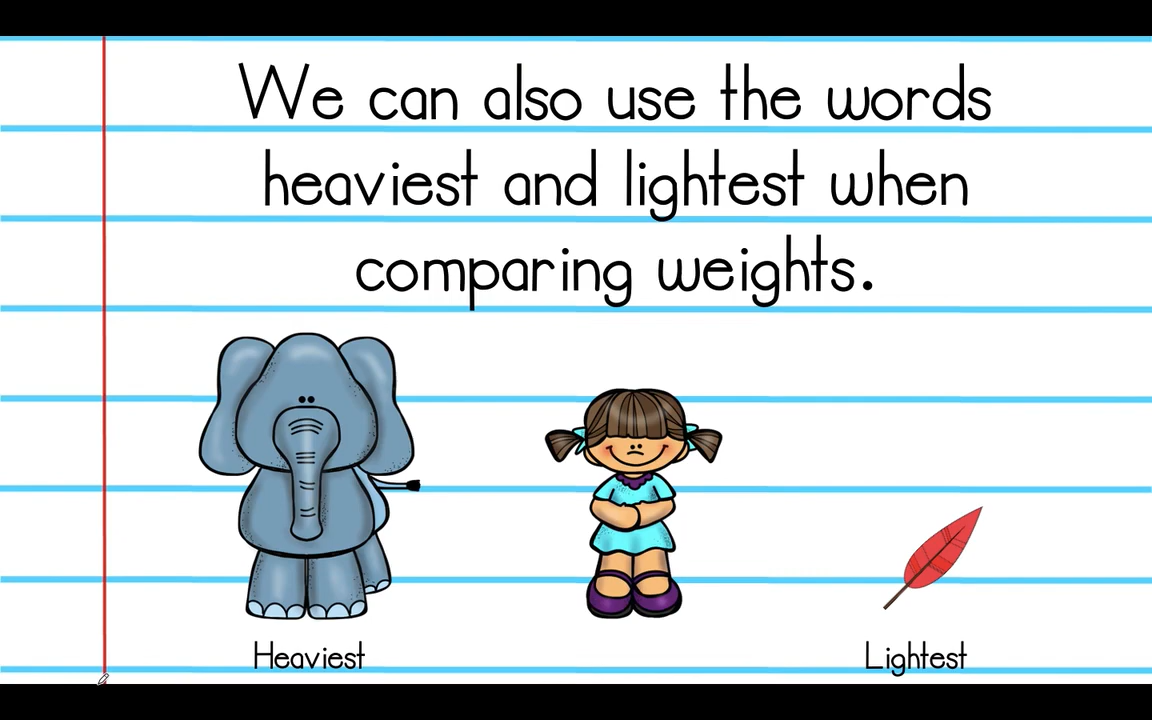 We can also use the words
heaviest and lightest when
comparing weights.
Heaviest
Lightest